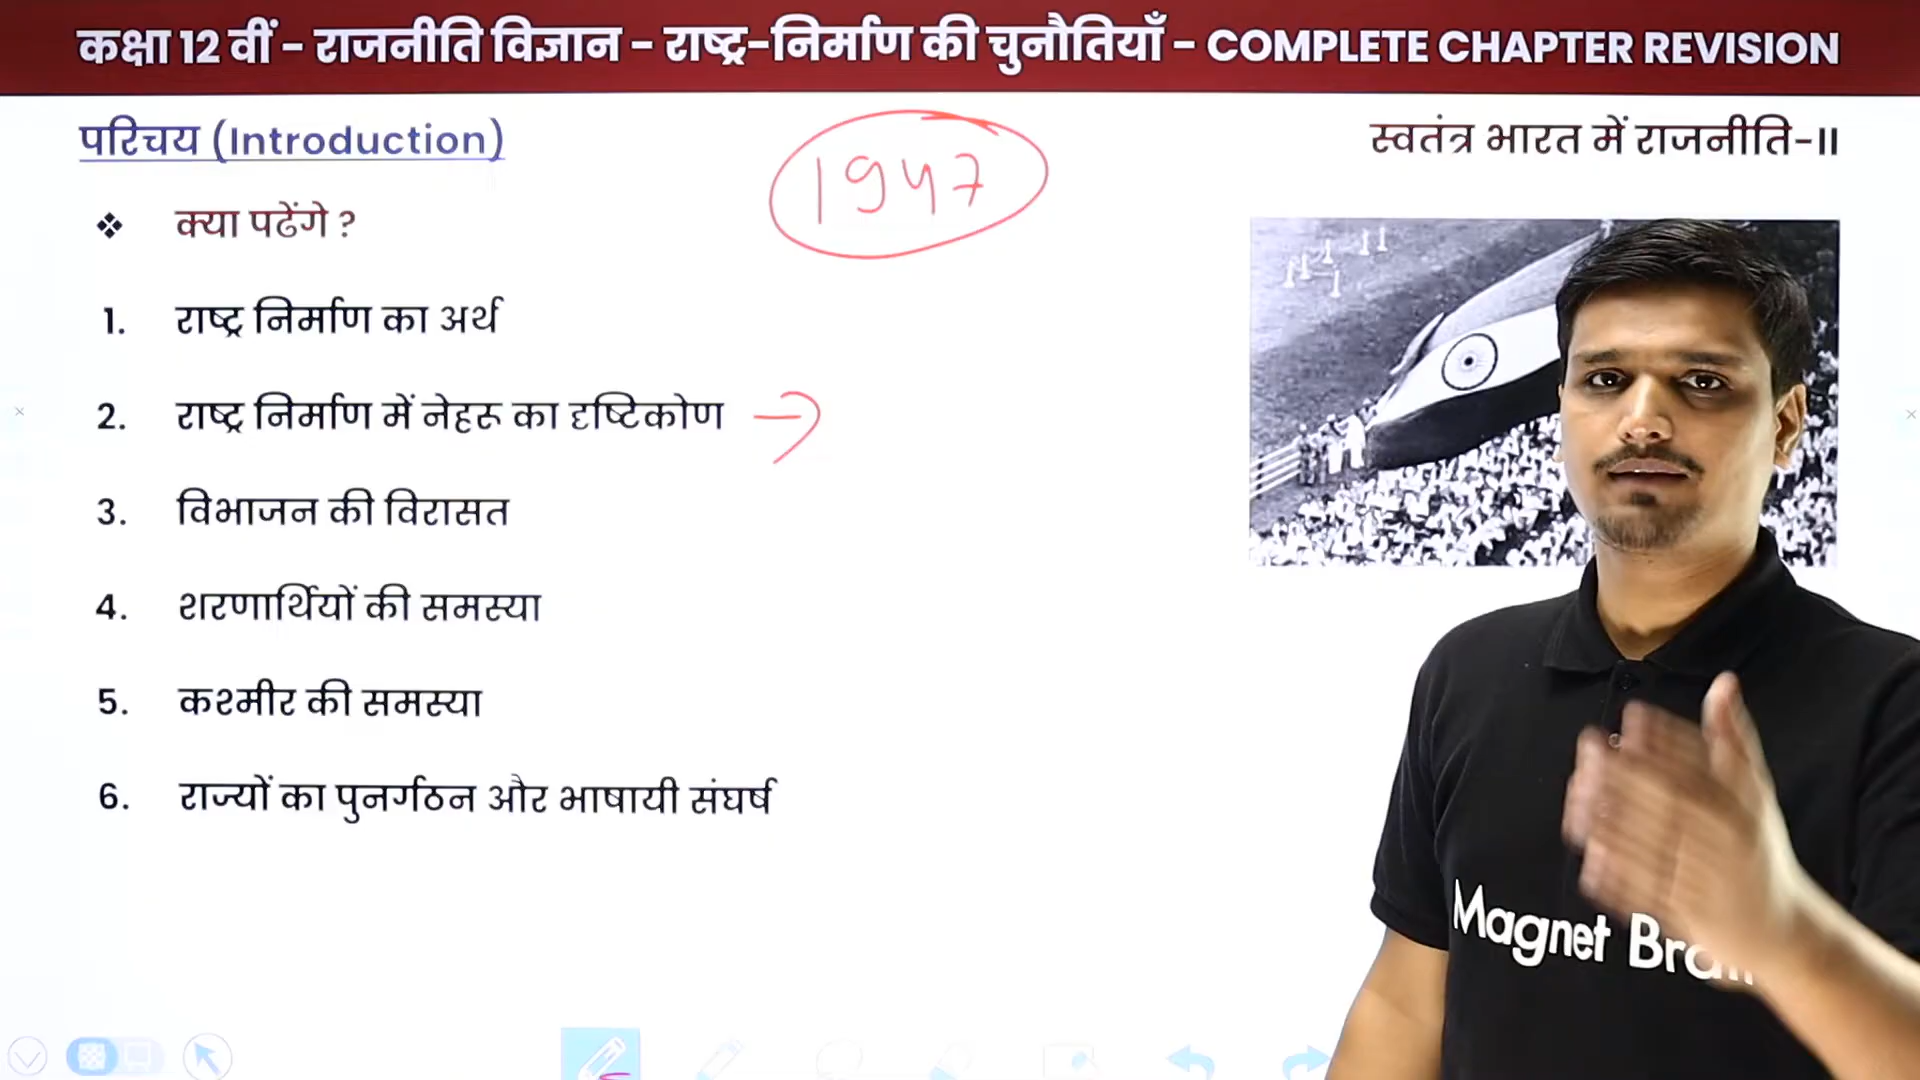 कक्षा 12 वीं - राजनीति विज्ञान - राष्ट्र-निर्माण की चुनौतियाँ - COMPLETE CHAPTER REVISION
परिचय (Introduction)
1947
स्वतंत्र भारत में राजनीति-II
❖ क्या पढेंगे ?
1. राष्ट्र निर्माण का अर्थ
2. राष्ट्र निर्माण में नेहरू का दृष्टिकोण
3. विभाजन की विरासत
4. शरणार्थियों की समस्या
5. कश्मीर की समस्या
6. राज्यों का पुनर्गठन और भाषायी संघर्ष
Magnet